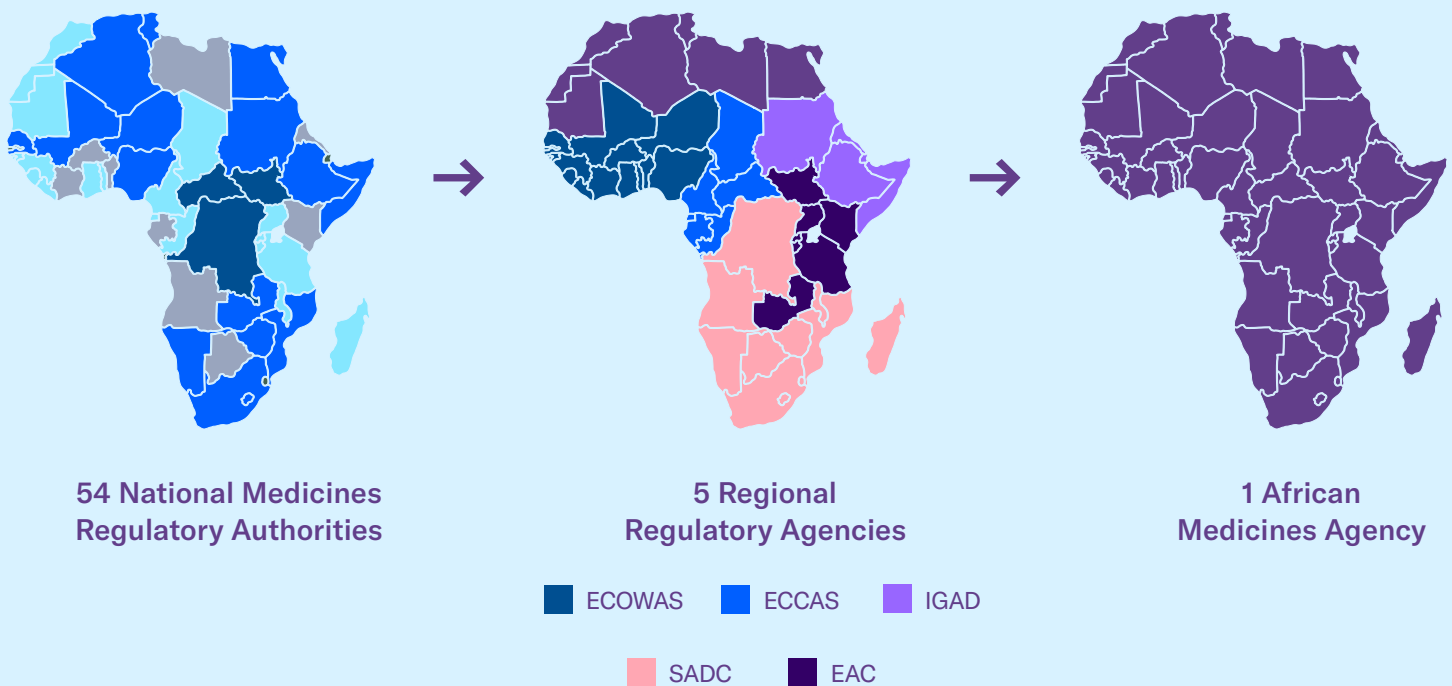 54 National Medicines
Regulatory Authorities
5 Regional
Regulatory Agencies
1 African
Medicines Agency
ECOWAS
ECCAS
IGAD
SADC
EAC